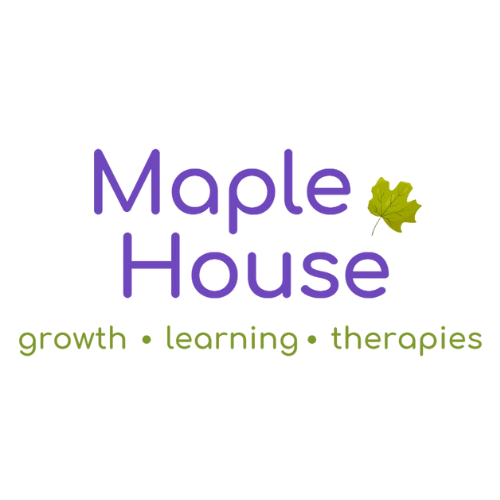 Maple
House
growth • learning • therapies